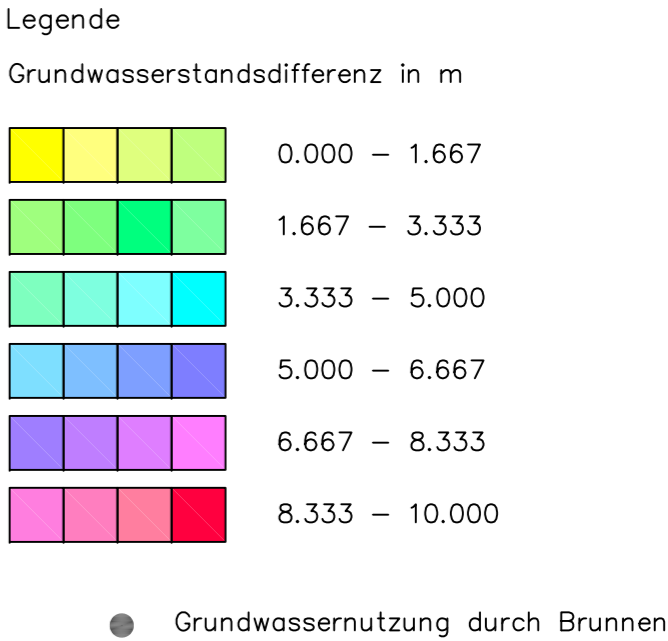 Legende
Grundwasserstandsdifferenz in m
0.000 – 1.667
1.667 – 3.333
3.333 – 5.000
5.000 – 6.667
6.667 – 8.333
8.333 – 10.000
Grundwassernutzung durch Brunnen